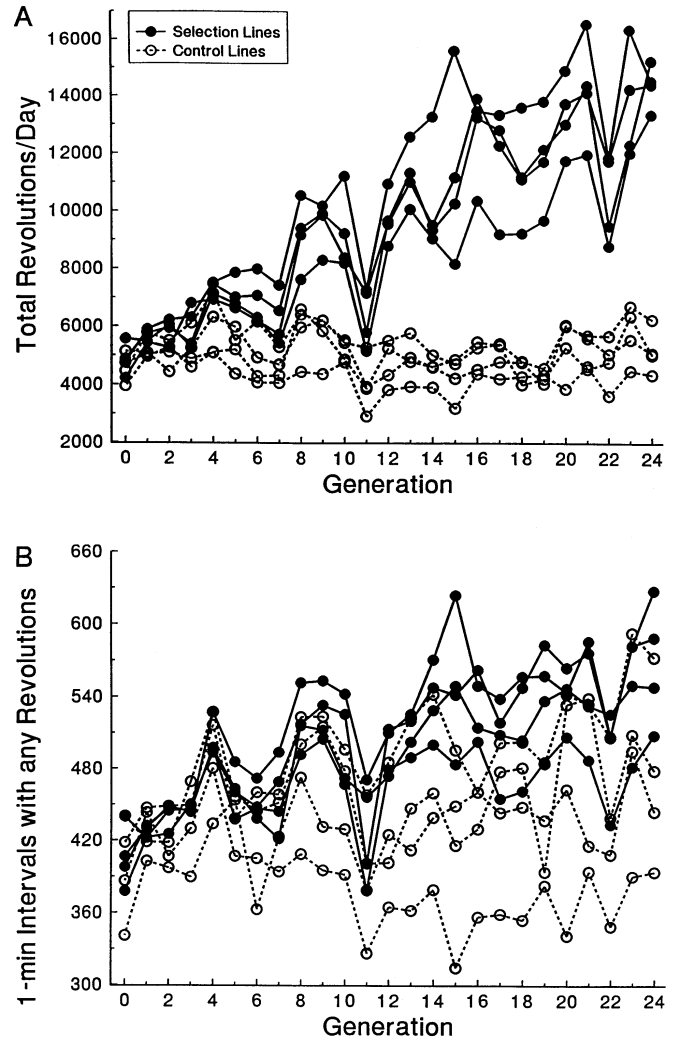 A
Selection Lines
Control Lines
Total Revolutions/Day
16000
14000
12000
10000
8000
6000
4000
2000
0 2 4 6 8 10 12 14 16 18 20 22 24
Generation
B
1-min Intervals with any Revolutions
660
600
540
480
420
360
300
0 2 4 6 8 10 12 14 16 18 20 22 24
Generation